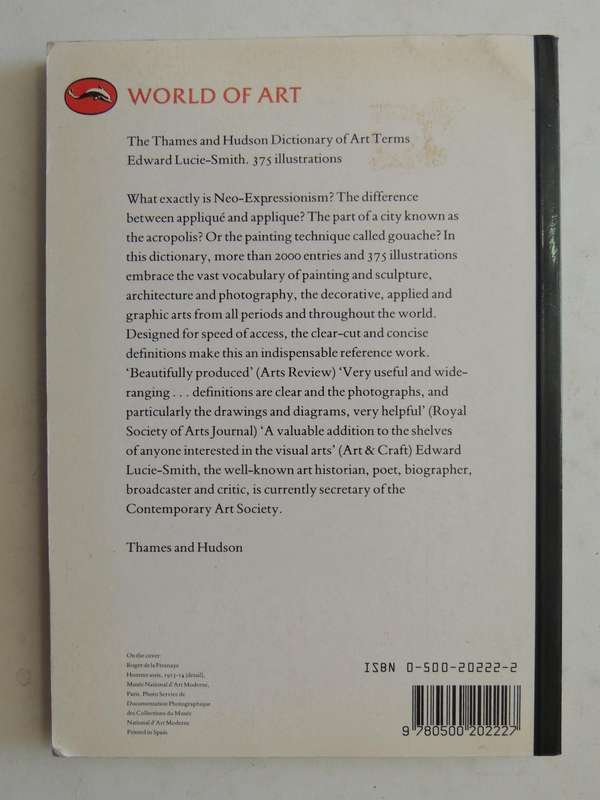 WORLD OF ART
The Thames and Hudson Dictionary of Art Terms
Edward Lucie-Smith. 375 illustrations
What exactly is Neo-Expressionism? The difference
between appliqué and applique? The part of a city known as
the acropolis? Or the painting technique called gouache? In
this dictionary, more than 2000 entries and 375 illustrations
embrace the vast vocabulary of painting and sculpture,
architecture and photography, the decorative, applied and
graphic arts from all periods and throughout the world.
Designed for speed of access, the clear-cut and concise
definitions make this an indispensable reference work.
‘Beautifully produced’ (Arts Review) ‘Very useful and wide-
ranging . . . definitions are clear and the photographs, and
particularly the drawings and diagrams, very helpful’ (Royal
Society of Arts Journal) ‘A valuable addition to the shelves
of anyone interested in the visual arts’ (Art & Craft) Edward
Lucie-Smith, the well-known art historian, poet, biographer,
broadcaster and critic, is currently secretary of the
Contemporary Art Society.
Thames and Hudson
On the cover:
Roger de la Fresnaye
Homme assis, 1913-14 (detail),
Musée National d'Art Moderne,
Paris. Photo Service de
Documentation Photographique
des Collections du Musée
National d'Art Moderne
Printed in Spain
ISBN 0-500-20222-2
9 780500 202227